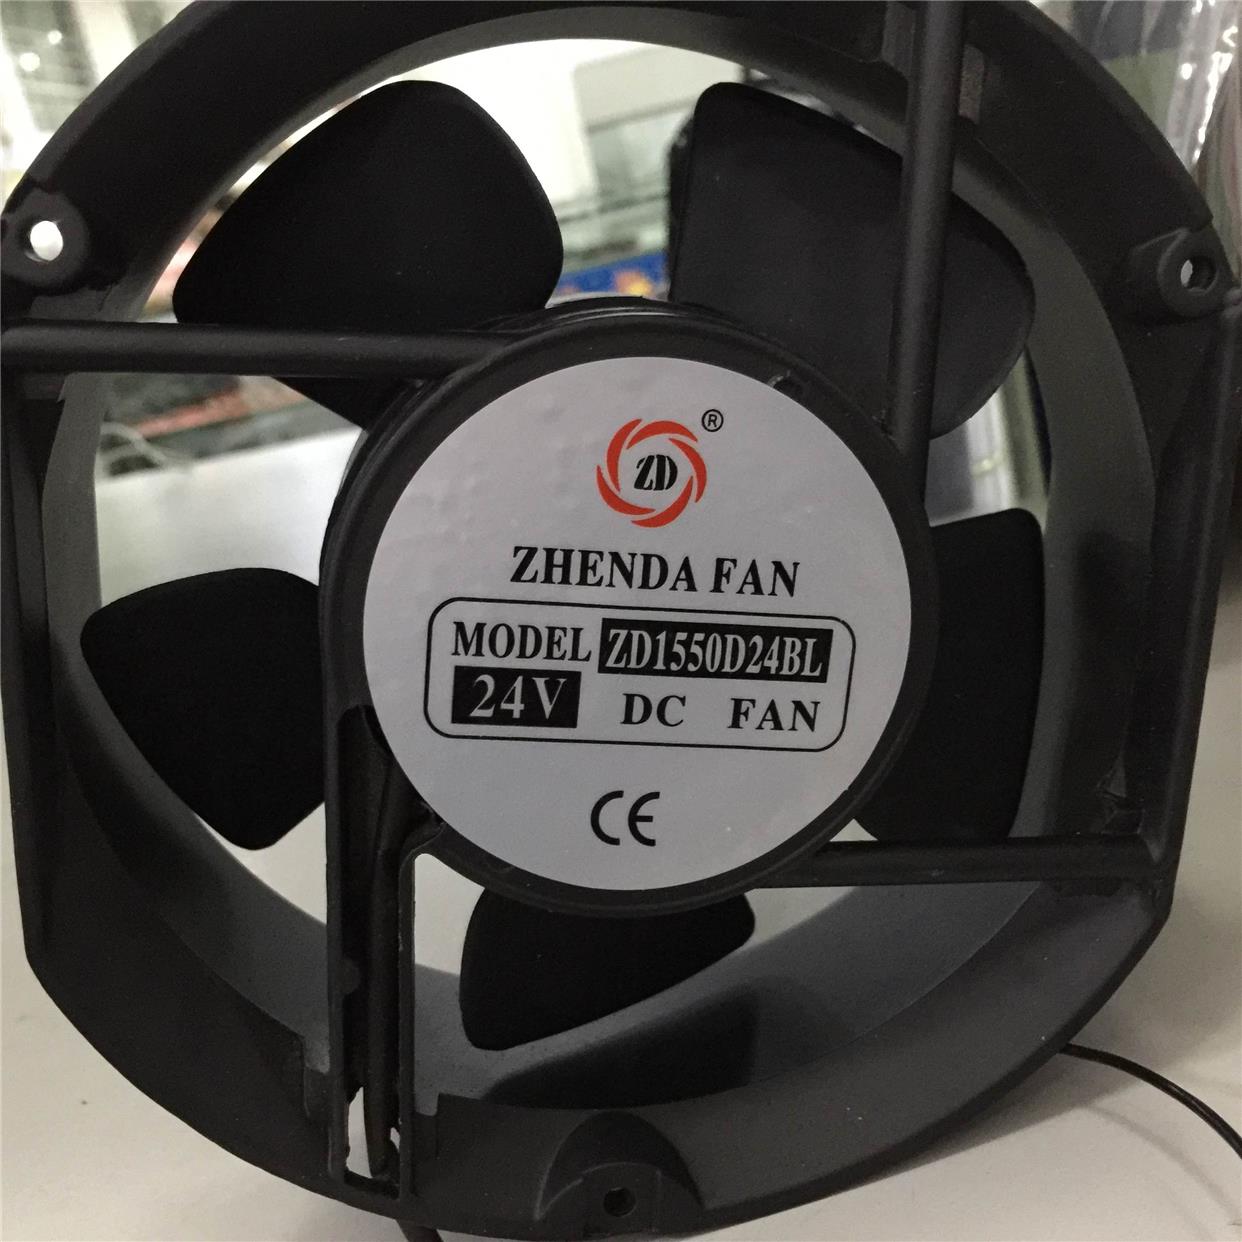 ZD ®
ZHENDA FAN
MODEL ZD1550D24BL
24V DC FAN
CE